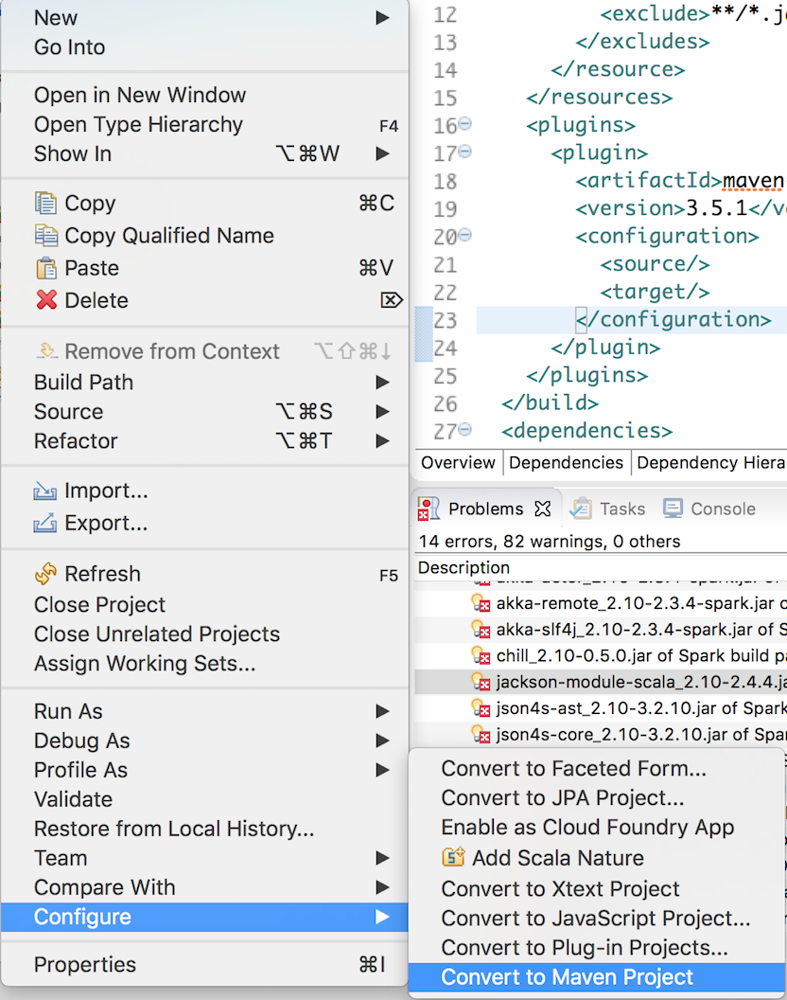 New
Go Into
Open in New Window
Open Type Hierarchy F4
Show In ⌥⌘W
Copy ⌘C
Copy Qualified Name
Paste ⌘V
Delete ⌦
Remove from Context ⌥⇧⌘↓
Build Path
Source ⌥⌘S
Refactor ⌥⌘T
Import...
Export...
Refresh F5
Close Project
Close Unrelated Projects
Assign Working Sets...
Run As
Debug As
Profile As
Validate
Restore from Local History...
Team
Compare With
Configure
Properties ⌘I
12 <exclude>**/*.j
13 </excludes>
14 </resource>
15 </resources>
16 <plugins>
17 <plugin>
18 <artifactId>maven
19 <version>3.5.1</v
20 <configuration>
21 <source/>
22 <target/>
23 </configuration>
24 </plugin>
25 </plugins>
26 </build>
27 <dependencies>
Overview Dependencies Dependency Hiera
Problems Tasks Console
14 errors, 82 warnings, 0 others
Description
akka-remote_2.10-2.3.4-spark.jar o
akka-slf4j_2.10-2.3.4-spark.jar of S
chill_2.10-0.5.0.jar of Spark build pa
jackson-module-scala_2.10-2.4.4.ja
json4s-ast_2.10-3.2.10.jar of Spark
json4s-core_2.10-3.2.10.jar of Spar
Convert to Faceted Form...
Convert to JPA Project...
Enable as Cloud Foundry App
Add Scala Nature
Convert to Xtext Project
Convert to JavaScript Project...
Convert to Plug-in Projects...
Convert to Maven Project